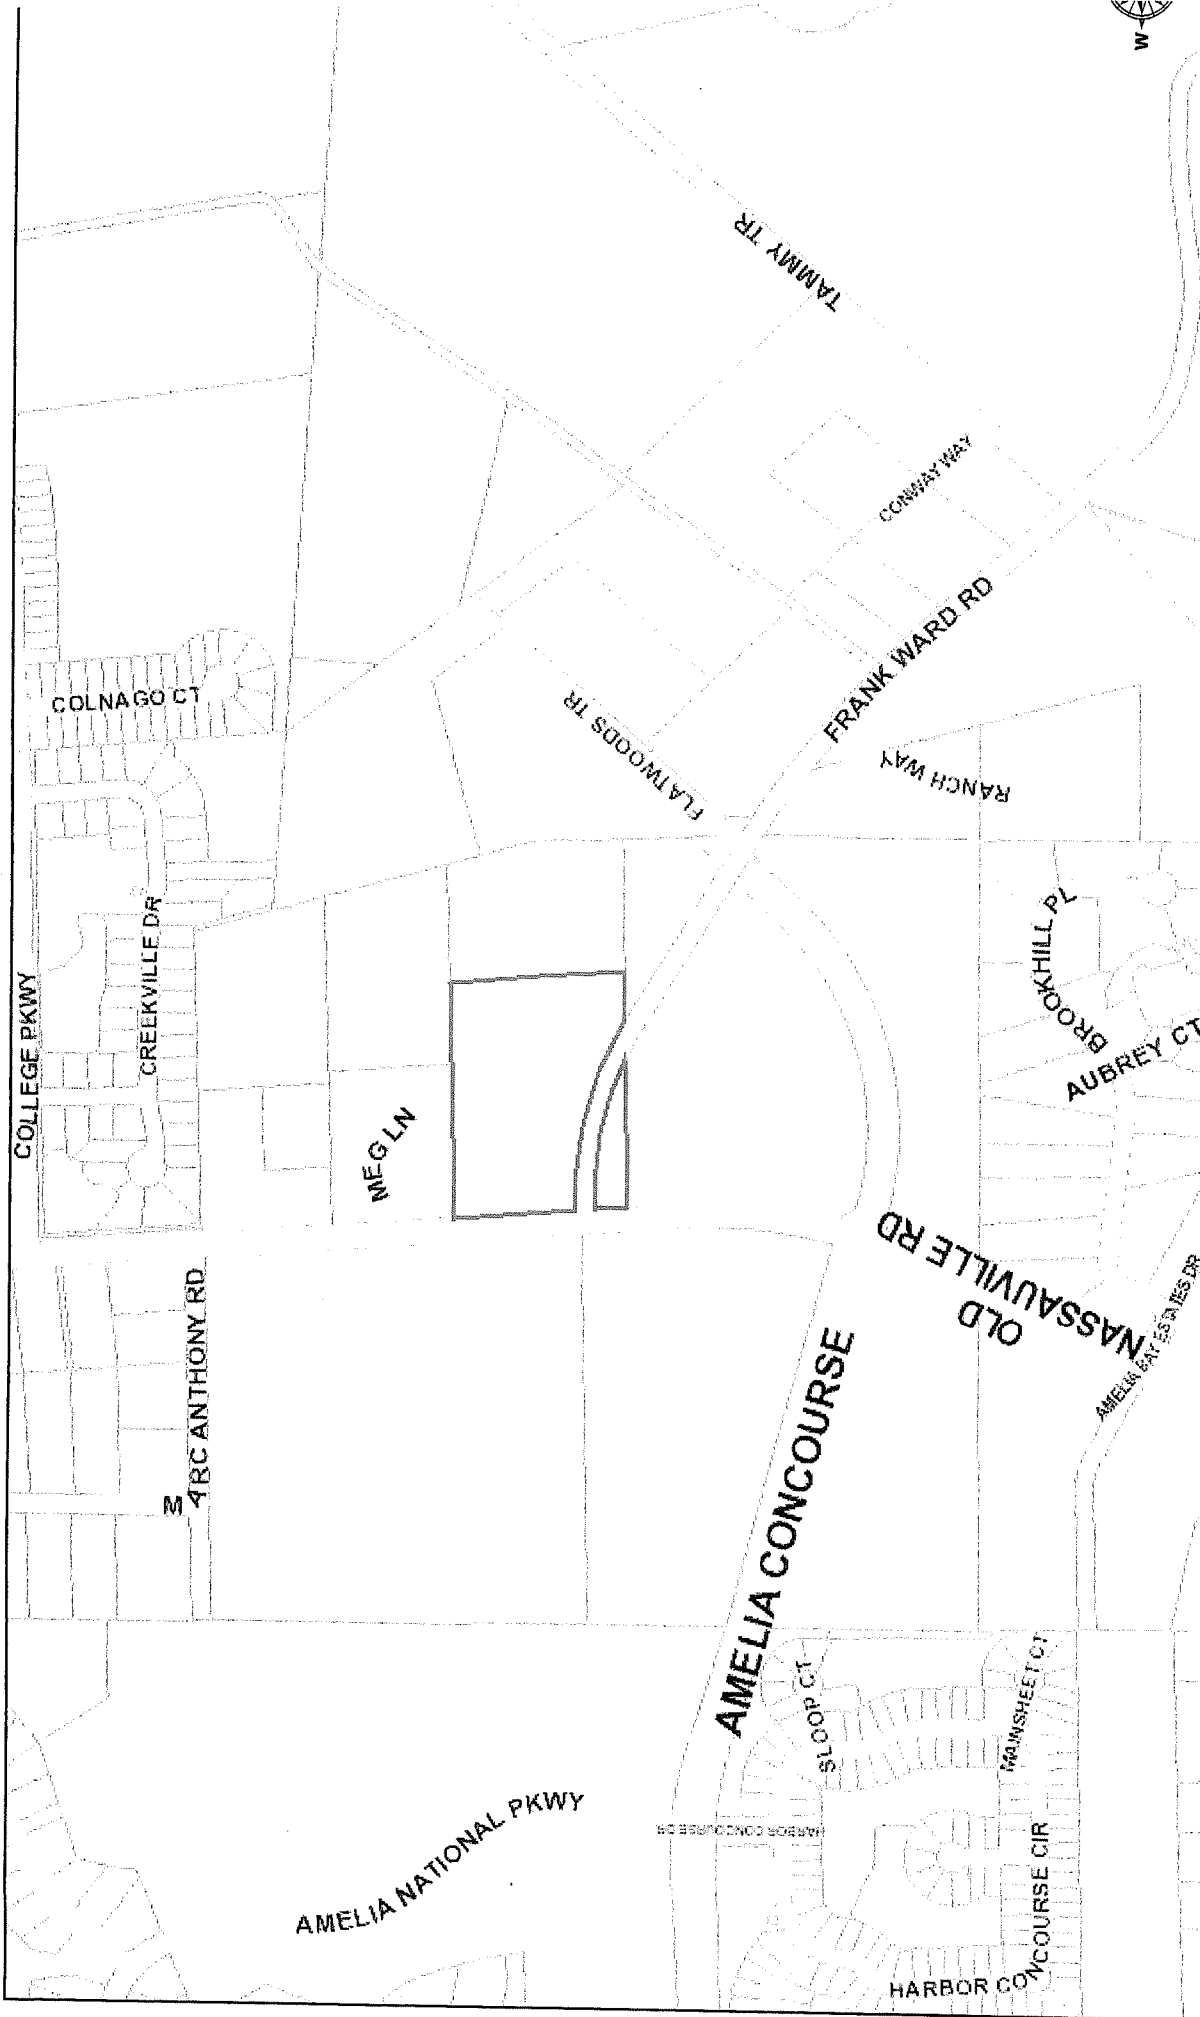 W
TAMMY TR
CONWAY WAY
COLNAGO CT
FRANK WARD RD
FLATWOODS TR
RANCH WAY
CREEKVILLE DR
COLLEGE PKWY
BROOKHILL PL
AUBREY CT
MEG LN
OLD
NASSAUVILLE RD
MARC ANTHONY RD
AMELIA CONCOURSE
AMELIA BAY ESTATES DR
SLOOP CT
MAINSHEET CT
HARBOR CONCOURSE DR
AMELIA NATIONAL PKWY
HARBOR CONCOURSE CIR